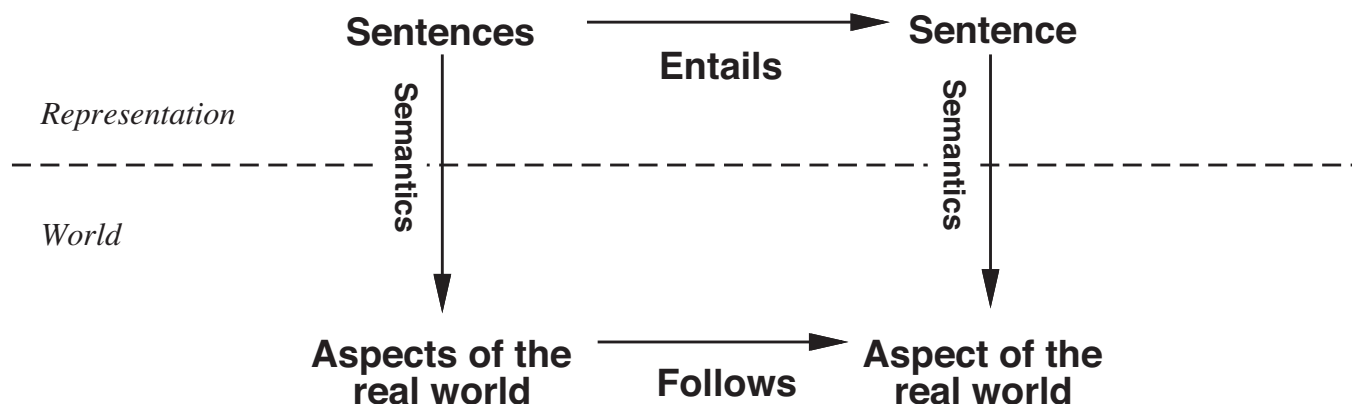 Sentences
Sentence
Entails
Semantics
Semantics
Representation
World
Aspects of the
real world
Follows
Aspect of the
real world